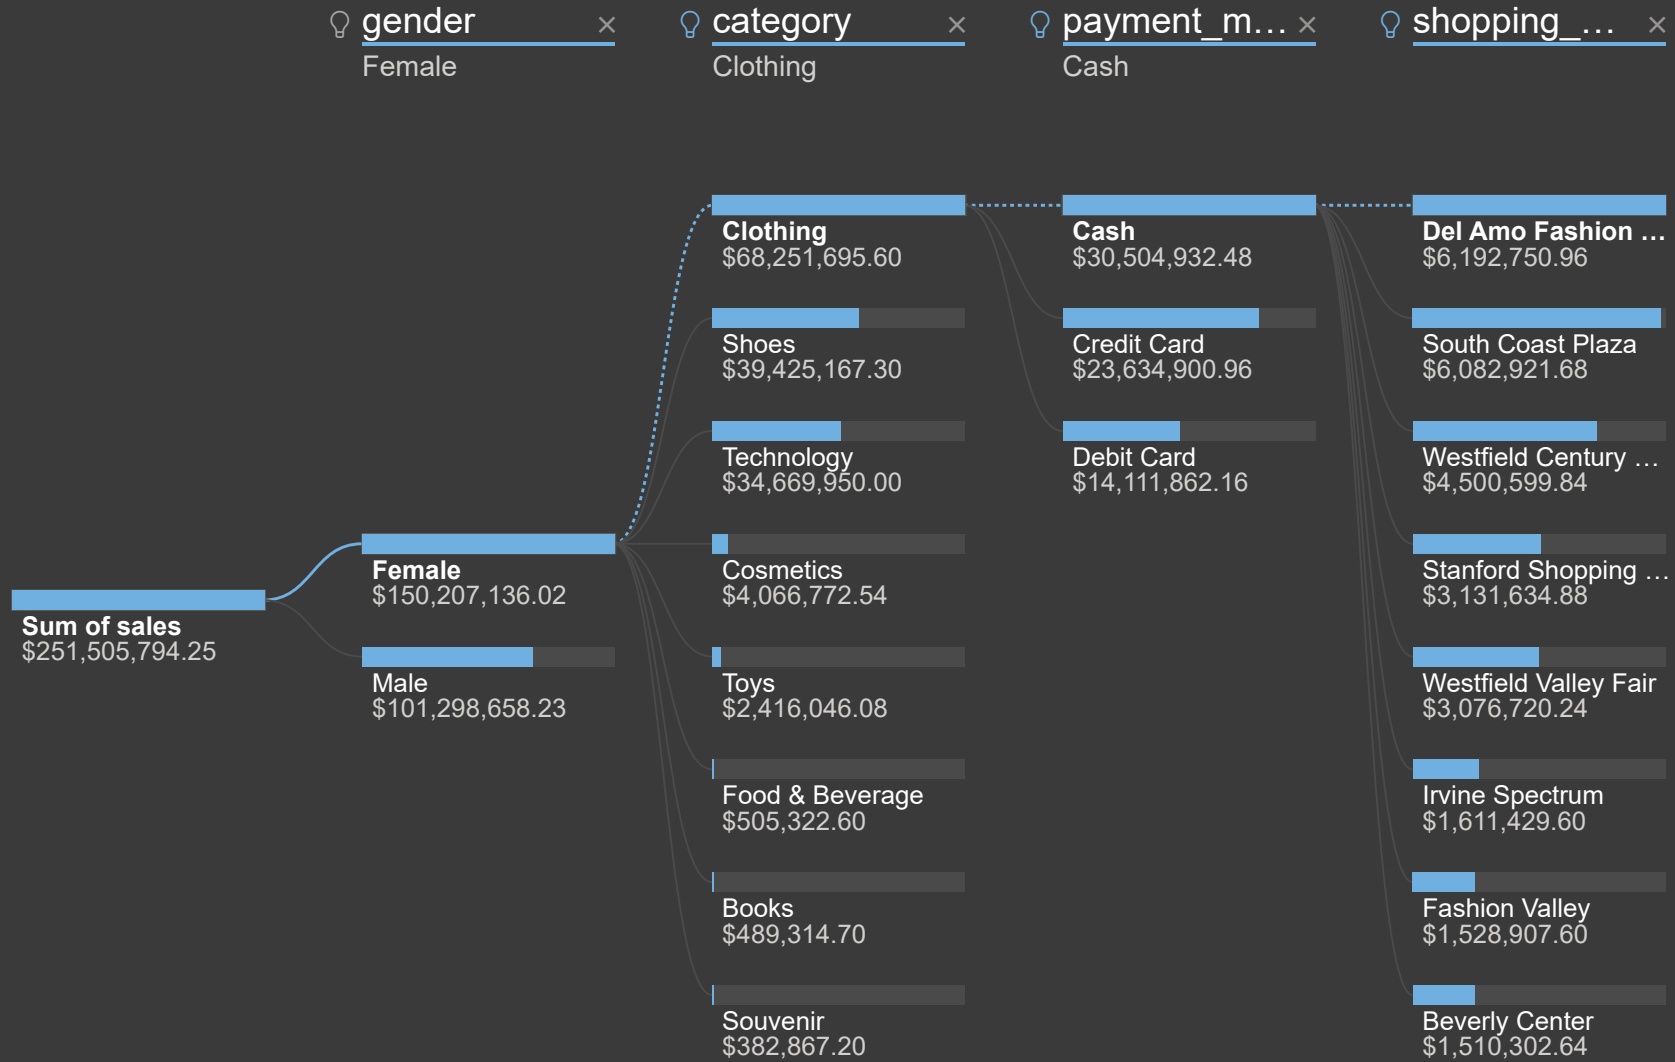 gender
Female
category
Clothing
payment_m...
Cash
shopping_...
Sum of sales
$251,505,794.25
Female
$150,207,136.02
Male
$101,298,658.23
Clothing
$68,251,695.60
Shoes
$39,425,167.30
Technology
$34,669,950.00
Cosmetics
$4,066,772.54
Toys
$2,416,046.08
Food & Beverage
$505,322.60
Books
$489,314.70
Souvenir
$382,867.20
Cash
$30,504,932.48
Credit Card
$23,634,900.96
Debit Card
$14,111,862.16
Del Amo Fashion ...
$6,192,750.96
South Coast Plaza
$6,082,921.68
Westfield Century ...
$4,500,599.84
Stanford Shopping ...
$3,131,634.88
Westfield Valley Fair
$3,076,720.24
Irvine Spectrum
$1,611,429.60
Fashion Valley
$1,528,907.60
Beverly Center
$1,510,302.64